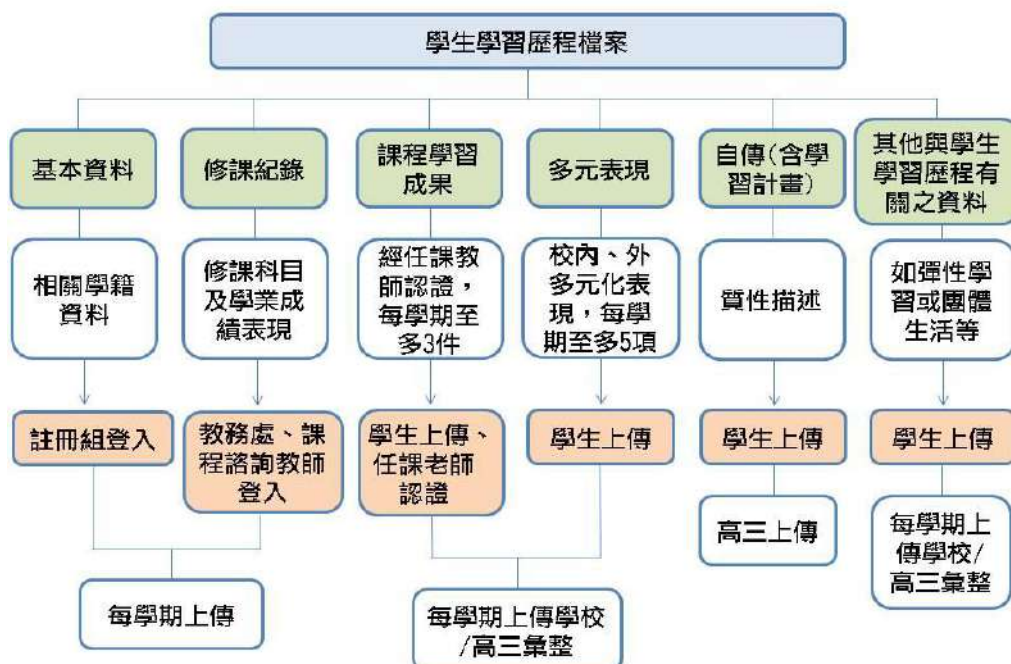 學生學習歷程檔案
基本資料
修課紀錄
課程學習
成果
多元表現
自傳(含學
習計畫)
其他與學生
學習歷程有
關之資料
相關學籍
資料
修課科目
及學業成
績表現
經任課教
師認證，
每學期至
多3件
校內、外
多元化表
現，每學
期至多5項
質性描述
如彈性學
習或團體
生活等
註冊組登入
教務處、課
程諮詢教師
登入
學生上傳、
任課老師
認證
學生上傳
學生上傳
學生上傳
每學期上傳
每學期上傳學校
/高三彙整
高三上傳
每學期上
傳學校/
高三彙整